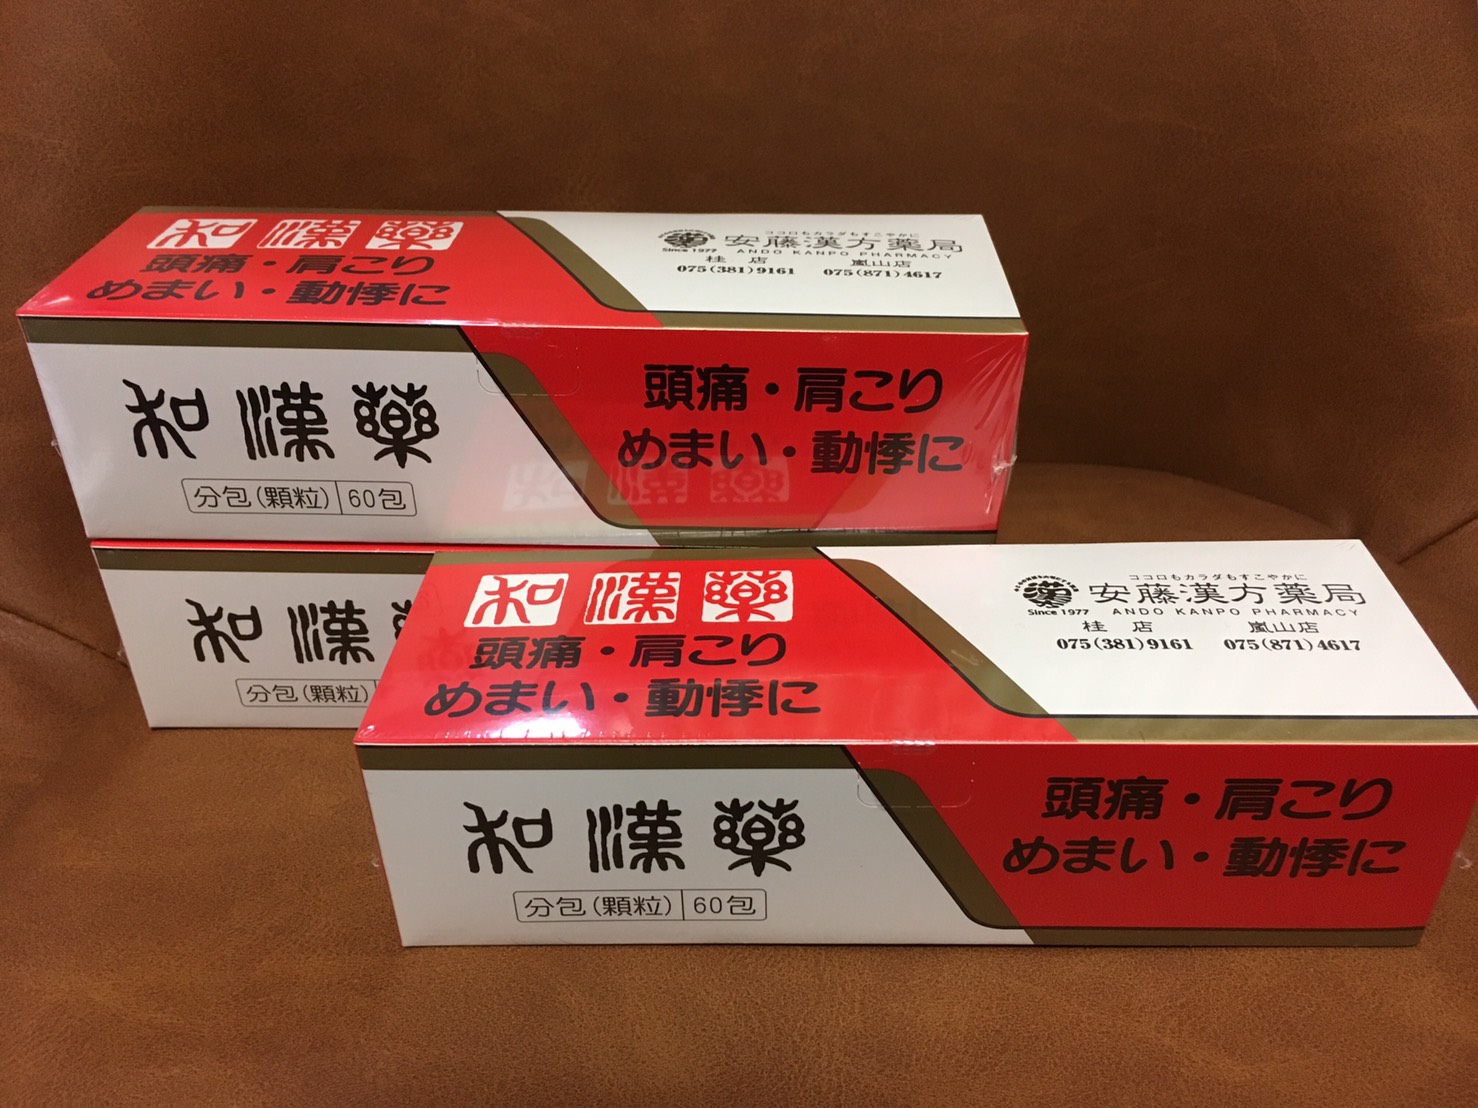 和漢薬
頭痛・肩こり
めまい・動悸に
ココロもカラダもすこやかに
漢 安藤漢方薬局
Since 1977 ANDO KANPO PHARMACY
桂店 嵐山店
075(381)9161 075(871)4617
和漢薬
分包(顆粒) 60包
頭痛・肩こり
めまい・動悸に
和漢
分包(顆粒)
和漢薬
頭痛・肩こり
めまい・動悸に
ココロもカラダもすこやかに
漢 安藤漢方薬局
Since 1977 ANDO KANPO PHARMACY
桂店 嵐山店
075(381)9161 075(871)4617
和漢薬
分包(顆粒) 60包
頭痛・肩こり
めまい・動悸に